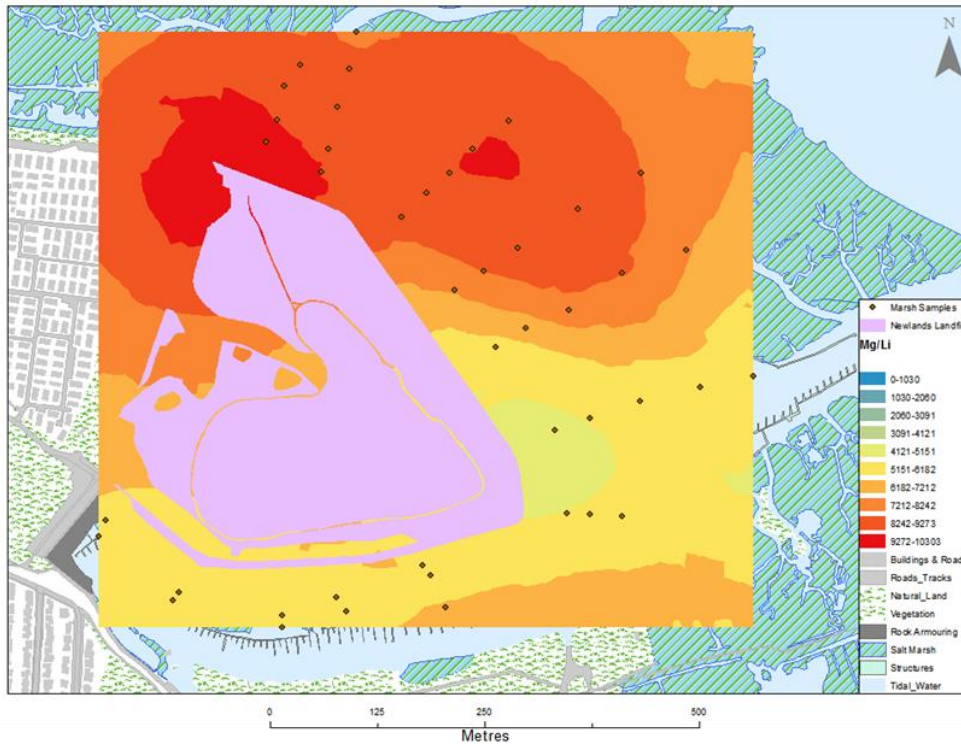 N
Marsh Samples
Newlands Landfi
Mg/Li
0-1030
1030-2060
2060-3091
3091-4121
4121-5151
5151-6182
6182-7212
7212-8242
8242-9273
9272-10303
Buildings & Road
Roads_Tracks
Natural_Land
Vegetation
Rock Armouring
Salt Marsh
Structures
Tidal_Water
0 125 250 500
Metres